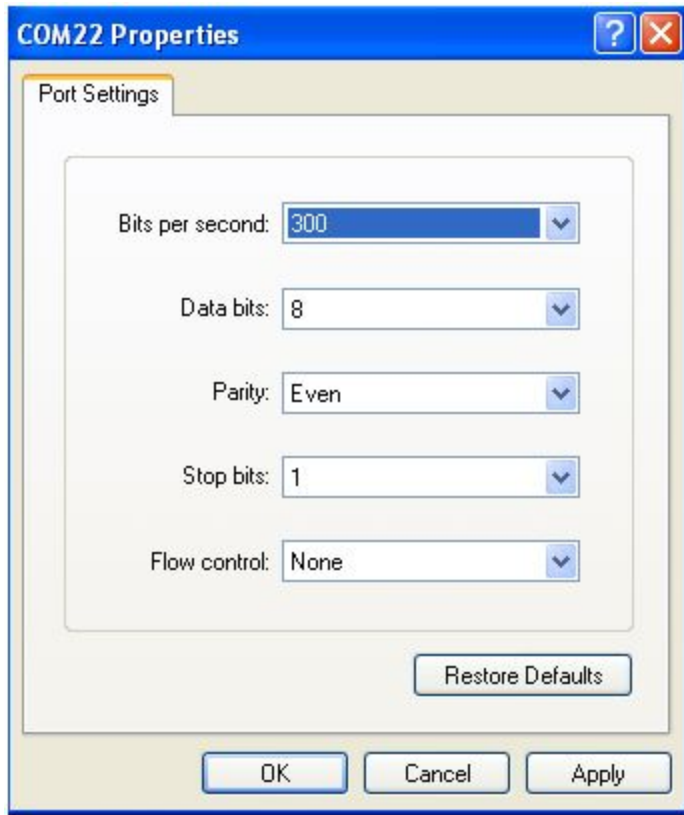 COM22 Properties
Port Settings
Bits per second: 300
Data bits: 8
Parity: Even
Stop bits: 1
Flow control: None
Restore Defaults
OK Cancel Apply